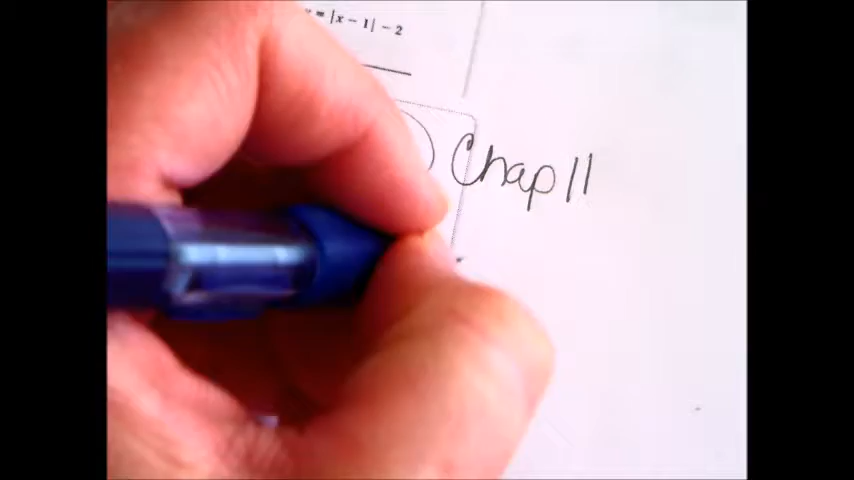 = |x − 1| − 2
Chap 11